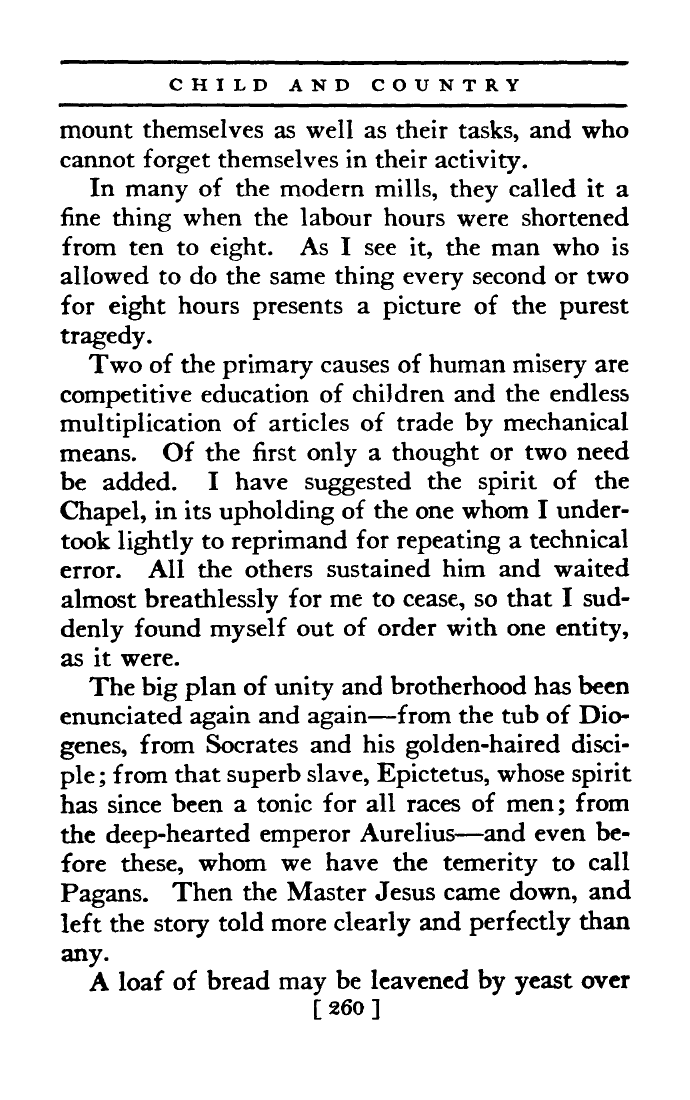 CHILD AND COUNTRY
mount themselves as well as their tasks, and who
cannot forget themselves in their activity.
In many of the modern mills, they called it a
fine thing when the labour hours were shortened
from ten to eight. As I see it, the man who is
allowed to do the same thing every second or two
for eight hours presents a picture of the purest
tragedy.
Two of the primary causes of human misery are
competitive education of children and the endless
multiplication of articles of trade by mechanical
means. Of the first only a thought or two need
be added. I have suggested the spirit of the
Chapel, in its upholding of the one whom I under-
took lightly to reprimand for repeating a technical
error. All the others sustained him and waited
almost breathlessly for me to cease, so that I sud-
denly found myself out of order with one entity,
as it were.
The big plan of unity and brotherhood has been
enunciated again and again—from the tub of Dio-
genes, from Socrates and his golden-haired disci-
ple; from that superb slave, Epictetus, whose spirit
has since been a tonic for all races of men; from
the deep-hearted emperor Aurelius—and even be-
fore these, whom we have the temerity to call
Pagans. Then the Master Jesus came down, and
left the story told more clearly and perfectly than
any.
A loaf of bread may be leavened by yeast over
[ 260 ]